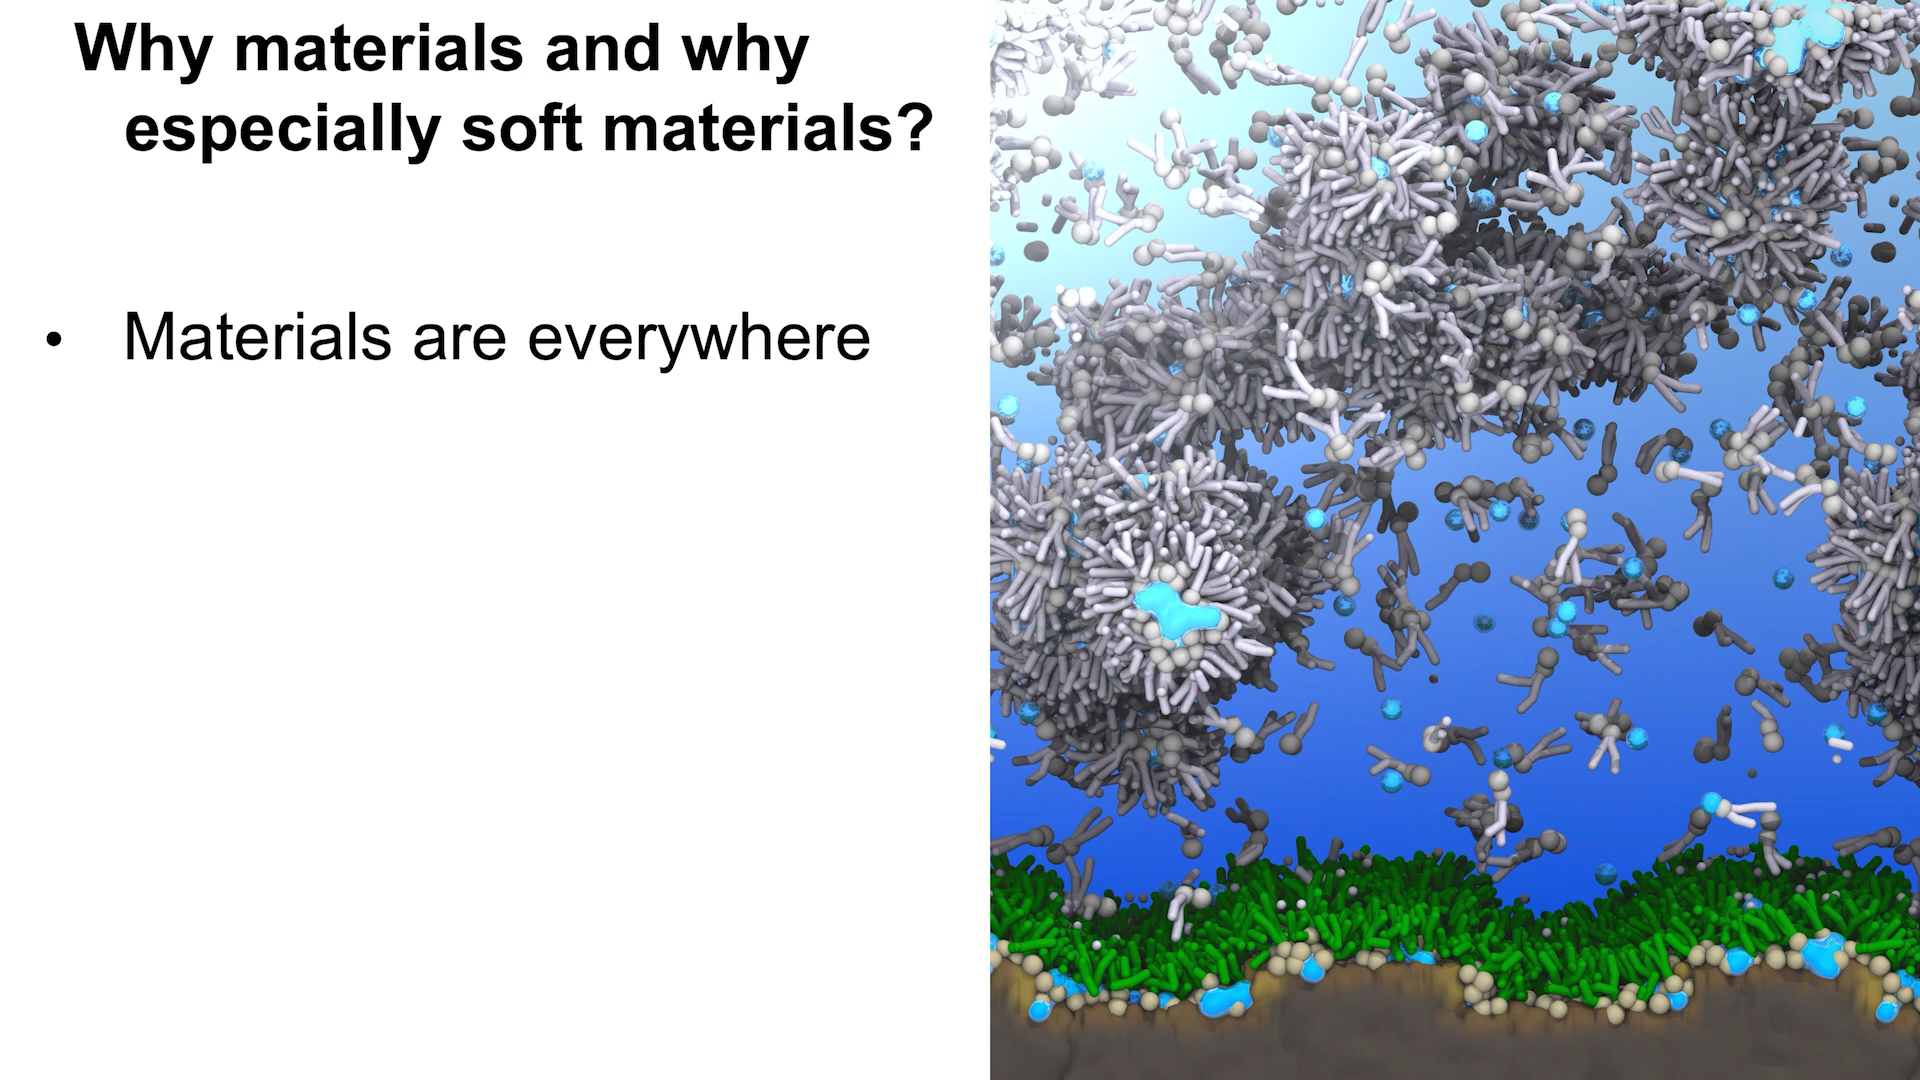 Why materials and why
especially soft materials?
• Materials are everywhere